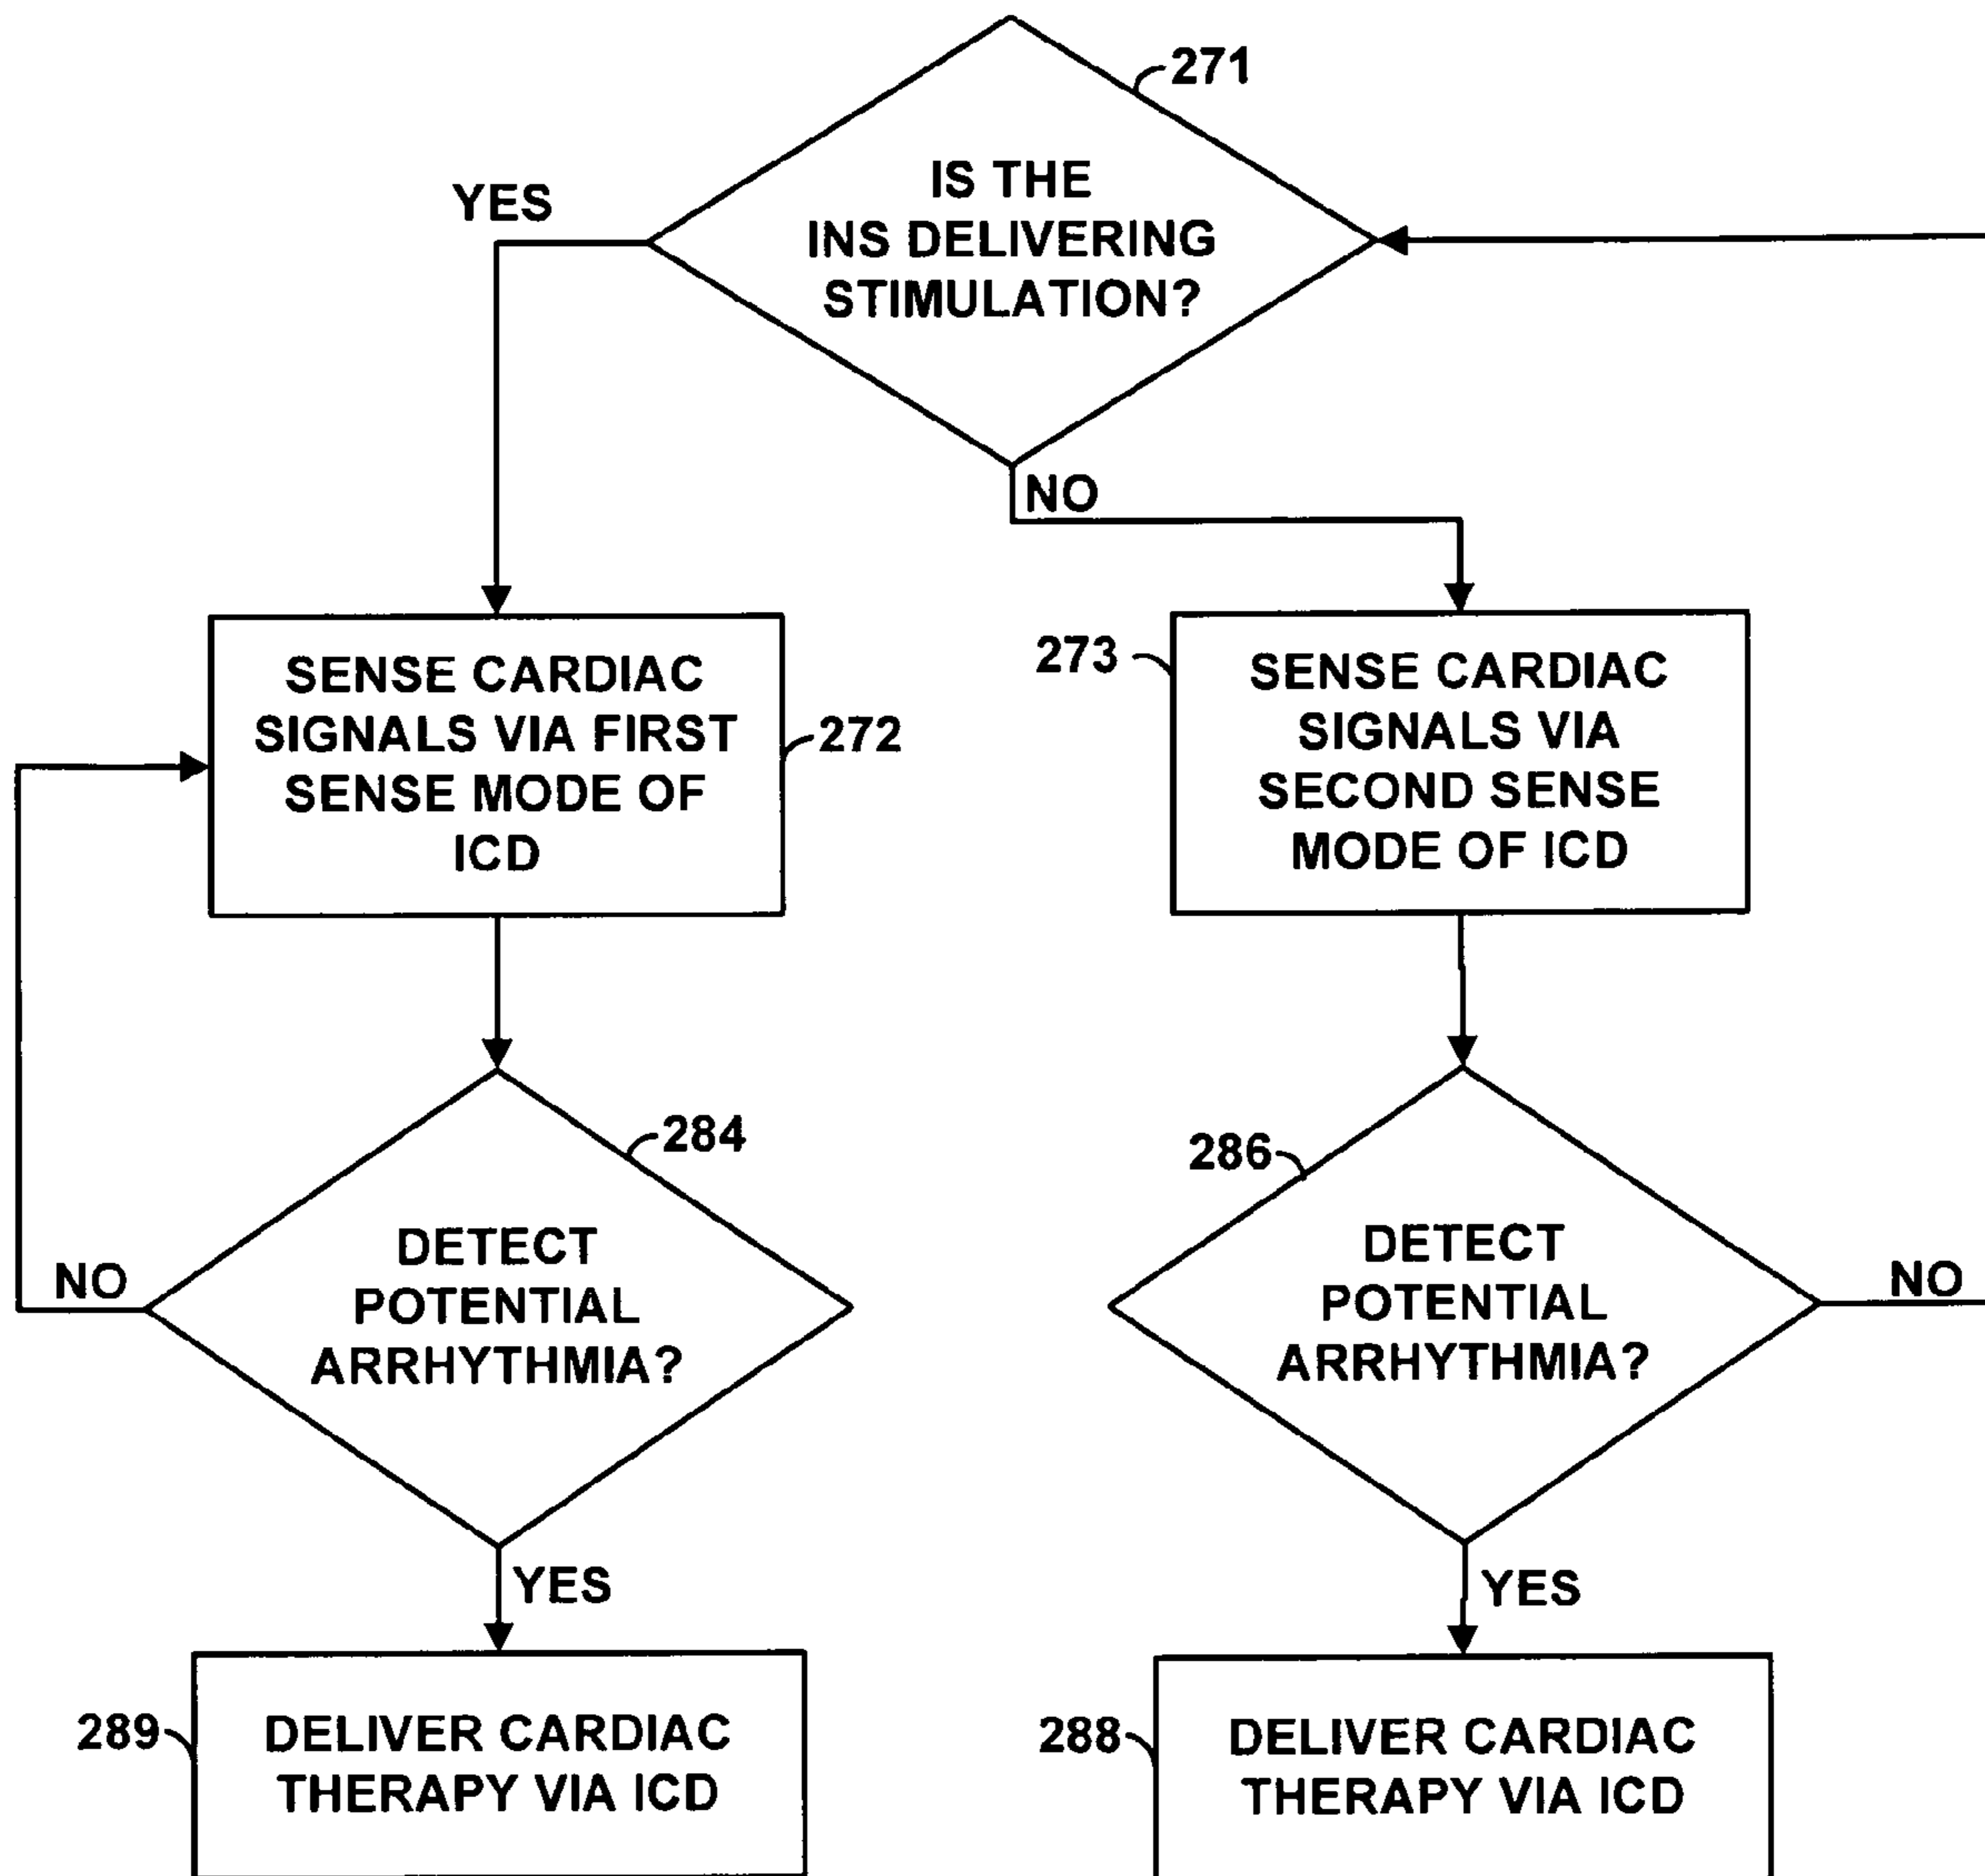 271
IS THE
INS DELIVERING
STIMULATION?
YES
NO
SENSE CARDIAC
SIGNALS VIA FIRST
SENSE MODE OF
ICD
272
273
SENSE CARDIAC
SIGNALS VIA
SECOND SENSE
MODE OF ICD
284
DETECT
POTENTIAL
ARRHYTHMIA?
NO
YES
286
DETECT
POTENTIAL
ARRHYTHMIA?
NO
YES
289
DELIVER CARDIAC
THERAPY VIA ICD
288
DELIVER CARDIAC
THERAPY VIA ICD